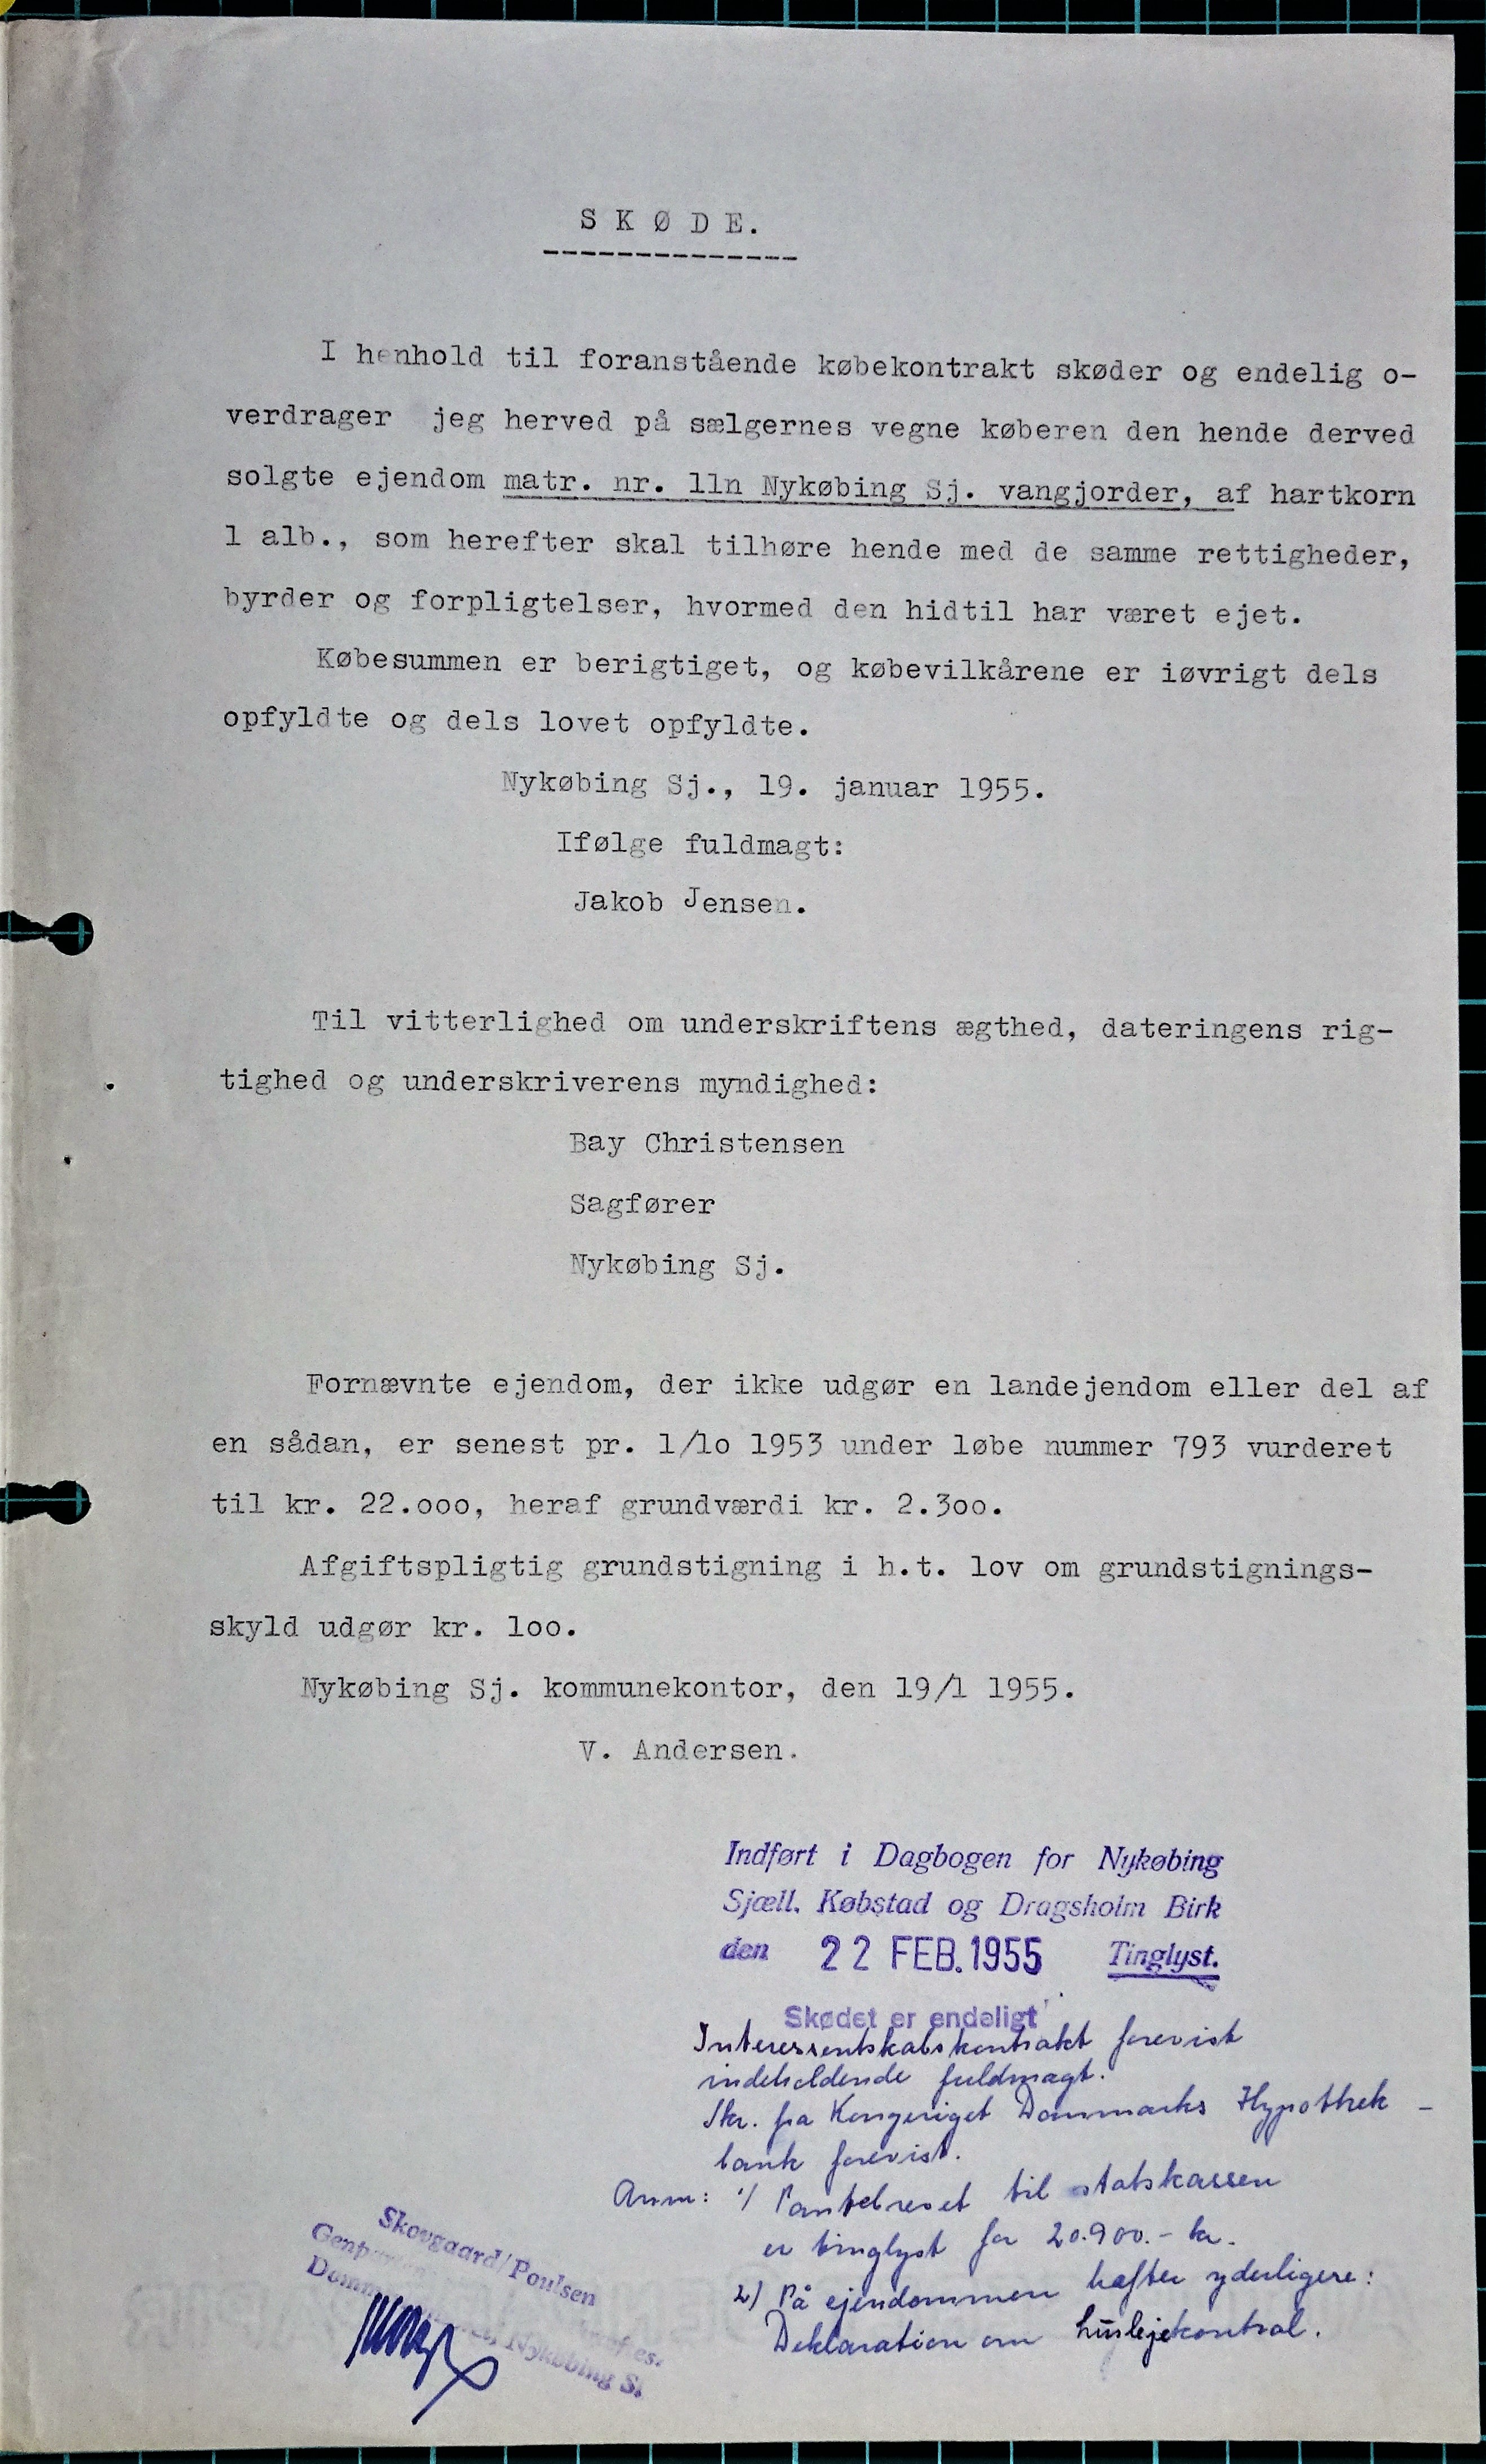 S K Ø D E.
--------------
I henhold til foranstående købekontrakt skøder og endelig o-
verdrager jeg herved på sælgernes vegne køberen den hende derved
solgte ejendom matr. nr. 11n Nykøbing Sj. vangjorder, af hartkorn
1 alb., som herefter skal tilhøre hende med de samme rettigheder,
byrder og forpligtelser, hvormed den hidtil har været ejet.
Købesummen er berigtiget, og købevilkårene er iøvrigt dels
opfyldte og dels lovet opfyldte.
Nykøbing Sj., 19. januar 1955.
Ifølge fuldmagt:
Jakob Jensen.
Til vitterlighed om underskriftens ægthed, dateringens rig-
tighed og underskriverens myndighed:
Bay Christensen
Sagfører
Nykøbing Sj.
Fornævnte ejendom, der ikke udgør en landejendom eller del af
en sådan, er senest pr. 1/1o 1953 under løbe nummer 793 vurderet
til kr. 22.ooo, heraf grundværdi kr. 2.3oo.
Afgiftspligtig grundstigning i h.t. lov om grundstignings-
skyld udgør kr. 1oo.
Nykøbing Sj. kommunekontor, den 19/1 1955.
V. Andersen.
Indført i Dagbogen for Nykøbing
Sjæll. Købstad og Dragsholm Birk
den 22 FEB. 1955 Tinglyst.
Skødet er endeligt
Interessentskabskontrakt forevist
indeholdende fuldmagt.
Skr. fra Kongeriget Danmarks Hypothek-
bank forevist.
Anm: 1/ Pantebrevet til statskassen
er tinglyst for 20.900.- kr.
2) På ejendommen hæfter yderligere:
Deklaration om huslejekontrol.
Skovgaard/Poulsen
Nykøbing S.